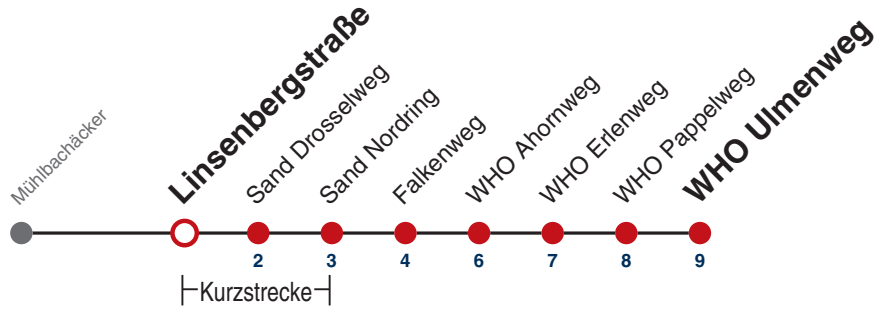 Mühlbachäcker
Linsenbergstraße
Sand Drosselweg
Sand Nordring
Falkenweg
WHO Ahornweg
WHO Erlenweg
WHO Pappelweg
WHO Ulmenweg
2
3
4
6
7
8
9
Kurzstrecke